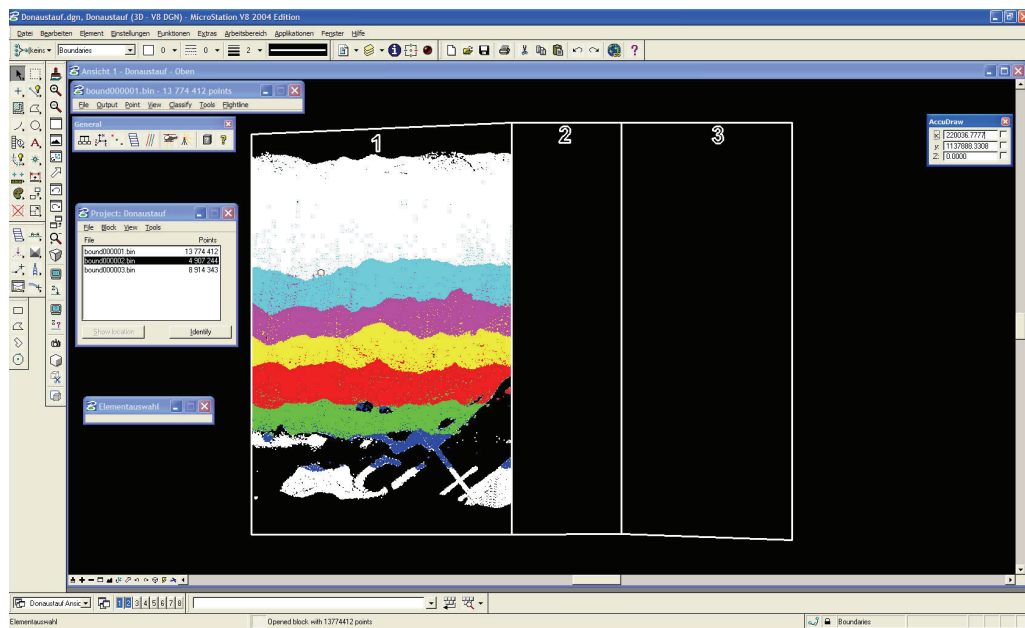 Donaustauf.dgn, Donaustauf (3D - V8 DGN) - MicroStation V8 2004 Edition
Datei Bearbeiten Element Einstellungen Funktionen Extras Arbeitsbereich Applikationen Fenster Hilfe
keins Boundaries 0 0 2
Ansicht 1 - Donaustauf - Oben
bound000001.bin - 13 774 412 points
File Output Point View Classify Tools Flightline
General
1 2 3
AccuDraw
x: 220036.7777
y: 1137888.3308
Z: 0.0000
Project: Donaustauf
File Block View Tools
File Points
bound000001.bin 13 774 412
bound000002.bin 4 907 244
bound000003.bin 8 914 343
Show location Identify
Elementauswahl
Donaustauf Ansic 1 2 3 4 5 6 7 8
Elementauswahl Opened block with 13774412 points Boundaries